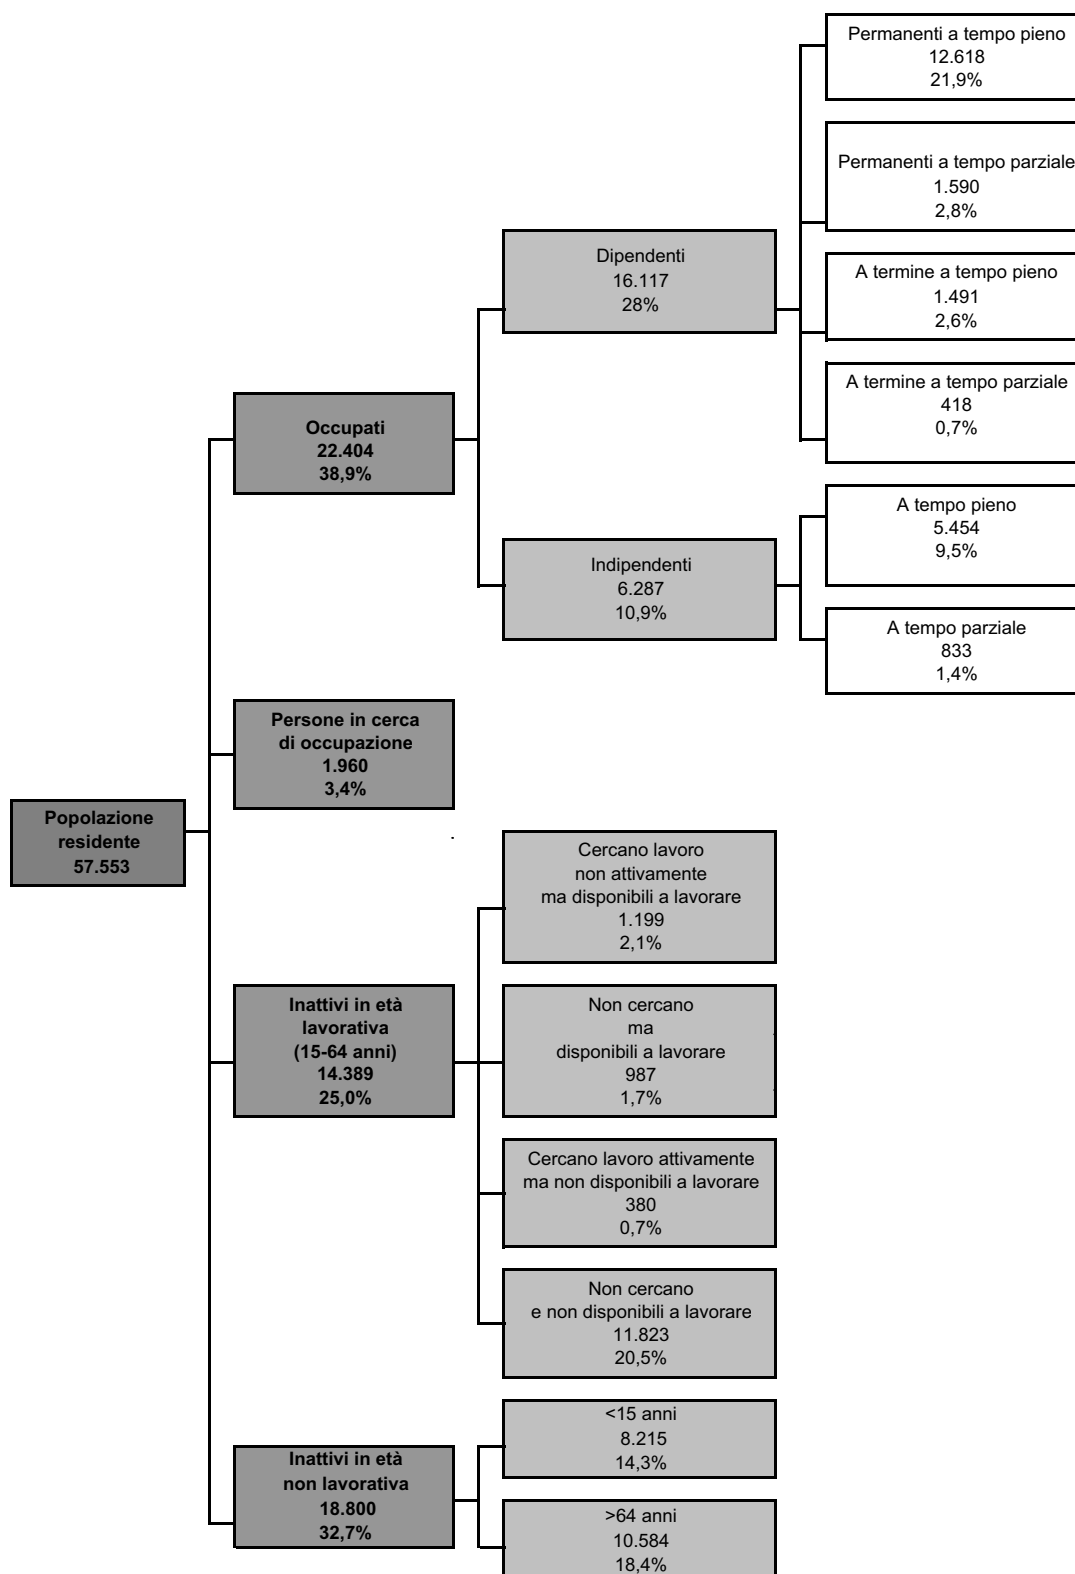 Permanenti a tempo pieno
12.618
21,9%
Permanenti a tempo parziale
1.590
2,8%
Dipendenti
16.117
28%
A termine a tempo pieno
1.491
2,6%
A termine a tempo parziale
418
0,7%
Occupati
22.404
38,9%
A tempo pieno
5.454
9,5%
Indipendenti
6.287
10,9%
A tempo parziale
833
1,4%
Persone in cerca
di occupazione
1.960
3,4%
Popolazione
residente
57.553
Cercano lavoro
non attivamente
ma disponibili a lavorare
1.199
2,1%
Inattivi in età
lavorativa
(15-64 anni)
14.389
25,0%
Non cercano
ma
disponibili a lavorare
987
1,7%
Cercano lavoro attivamente
ma non disponibili a lavorare
380
0,7%
Non cercano
e non disponibili a lavorare
11.823
20,5%
<15 anni
8.215
14,3%
Inattivi in età
non lavorativa
18.800
32,7%
>64 anni
10.584
18,4%